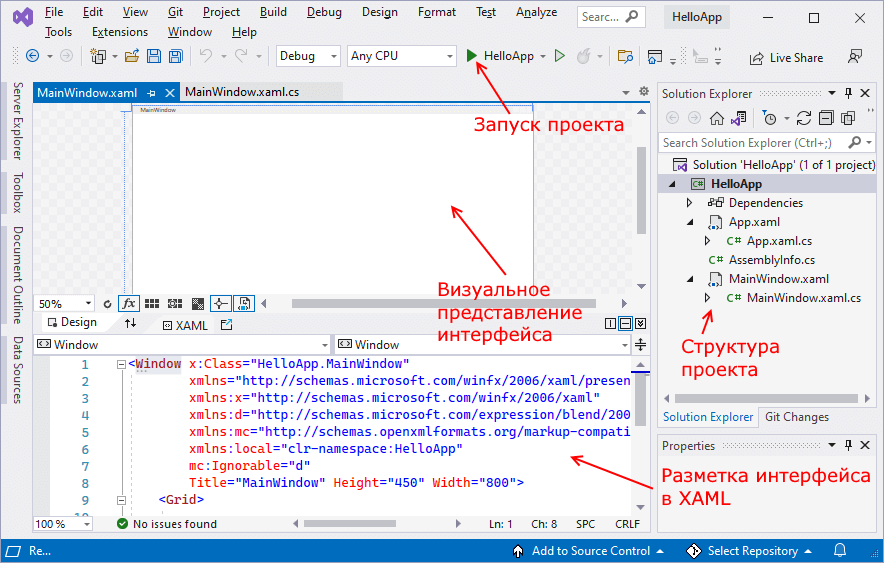 File Edit View Git Project Build Debug Design Format Test Analyze Searc... HelloApp
Tools Extensions Window Help
Debug Any CPU HelloApp Live Share
Server Explorer
Toolbox
Document Outline
Data Sources
MainWindow.xaml MainWindow.xaml.cs
MainWindow
Запуск проекта
Визуальное
представление
интерфейса
50% fx
Design XAML
Window Window
1 <Window x:Class="HelloApp.MainWindow"
2 xmlns="http://schemas.microsoft.com/winfx/2006/xaml/presen
3 xmlns:x="http://schemas.microsoft.com/winfx/2006/xaml"
4 xmlns:d="http://schemas.microsoft.com/expression/blend/200
5 xmlns:mc="http://schemas.openxmlformats.org/markup-compati
6 xmlns:local="clr-namespace:HelloApp"
7 mc:Ignorable="d"
8 Title="MainWindow" Height="450" Width="800">
9 <Grid>
100 % No issues found Ln: 1 Ch: 8 SPC CRLF
Solution Explorer
Search Solution Explorer (Ctrl+;)
Solution 'HelloApp' (1 of 1 project)
C# HelloApp
Dependencies
App.xaml
C# App.xaml.cs
C# AssemblyInfo.cs
MainWindow.xaml
C# MainWindow.xaml.cs
Структура
проекта
Solution Explorer Git Changes
Properties
Разметка интерфейса
в XAML
Re... Add to Source Control Select Repository